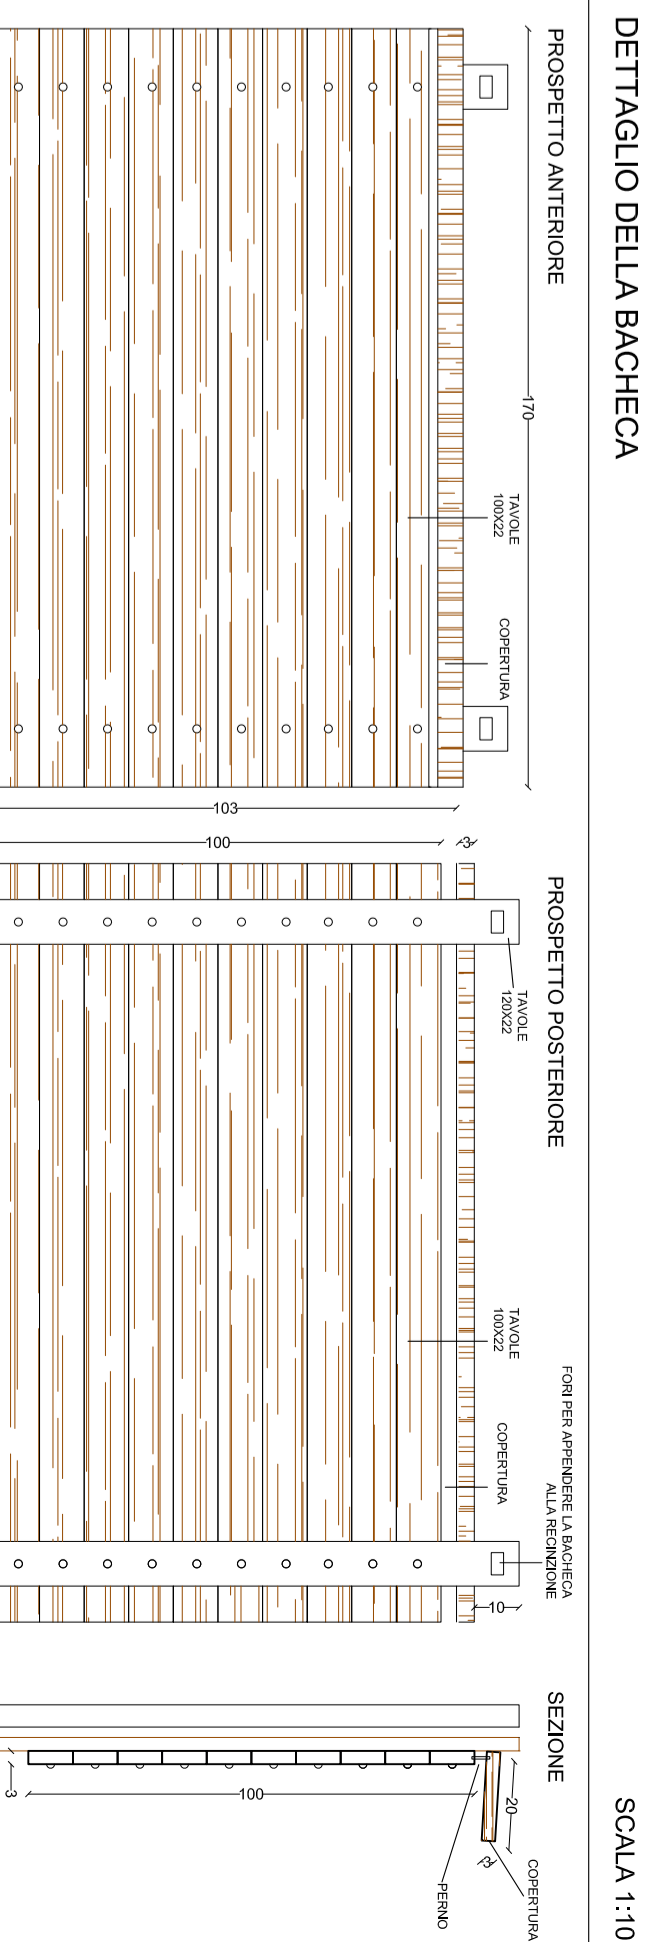 DETTAGLIO DELLA BACHECA
SCALA 1:10
PROSPETTO ANTERIORE
170
TAVOLE
100X22
COPERTURA
103
PROSPETTO POSTERIORE
100
3
TAVOLE
120X22
TAVOLE
100X22
COPERTURA
FORI PER APPENDERE LA BACHECA
ALLA RECINZIONE
10
SEZIONE
20
3
COPERTURA
PERNO
100
3